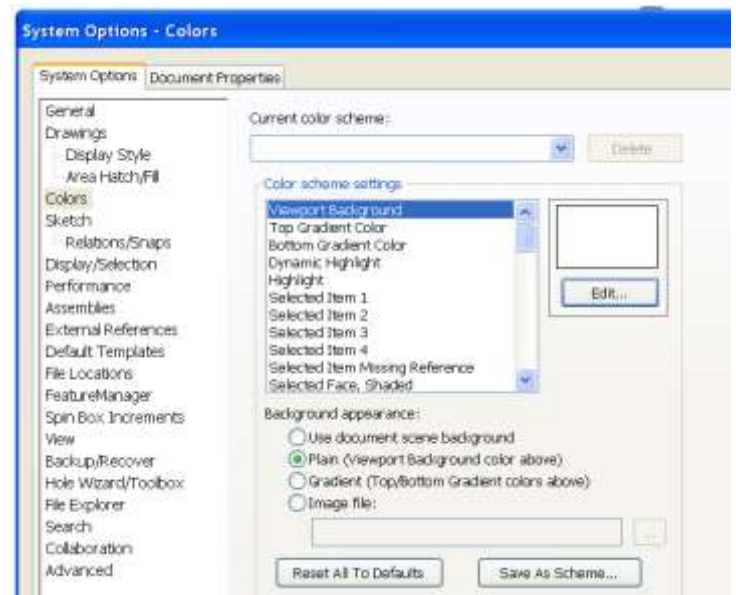 System Options - Colors
System Options Document Properties
General
Drawings
Display Style
Area Hatch/Fill
Colors
Sketch
Relations/Snaps
Display/Selection
Performance
Assemblies
External References
Default Templates
File Locations
FeatureManager
Spin Box Increments
View
Backup/Recover
Hole Wizard/Toolbox
File Explorer
Search
Collaboration
Advanced
Current color scheme:
Delete
Color scheme settings
Viewport Background
Top Gradient Color
Bottom Gradient Color
Dynamic Highlight
Highlight
Selected Item 1
Selected Item 2
Selected Item 3
Selected Item 4
Selected Item Missing Reference
Selected Face, Shaded
Edit...
Background appearance:
Use document scene background
Plain (Viewport Background color above)
Gradient (Top/Bottom Gradient colors above)
Image file:
...
Reset All To Defaults
Save As Scheme...